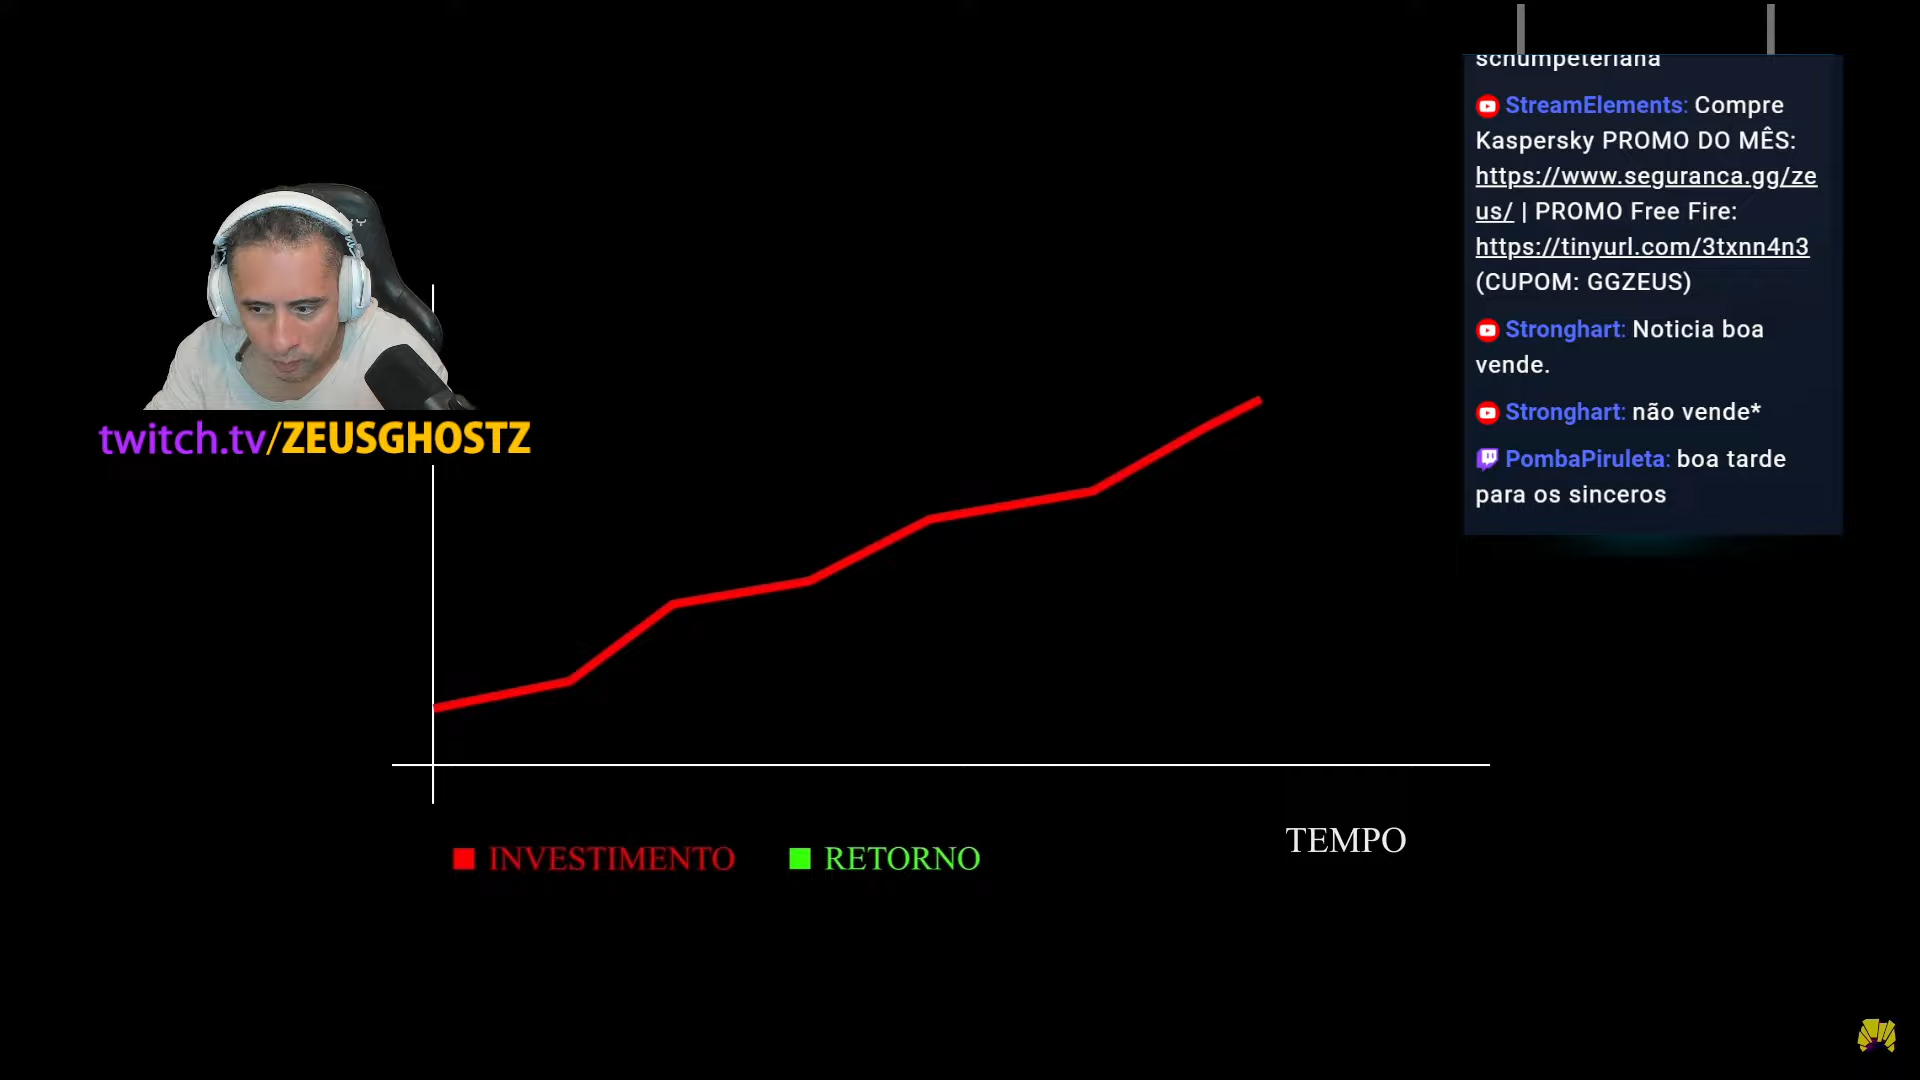 schumpeteriana
StreamElements: Compre
Kaspersky PROMO DO MÊS:
https://www.seguranca.gg/ze
us/ | PROMO Free Fire:
https://tinyurl.com/3txnn4n3
(CUPOM: GGZEUS)
Stronghart: Noticia boa
vende.
Stronghart: não vende*
PombaPiruleta: boa tarde
para os sinceros
twitch.tv/ZEUSGHOSTZ
TEMPO
INVESTIMENTO
RETORNO